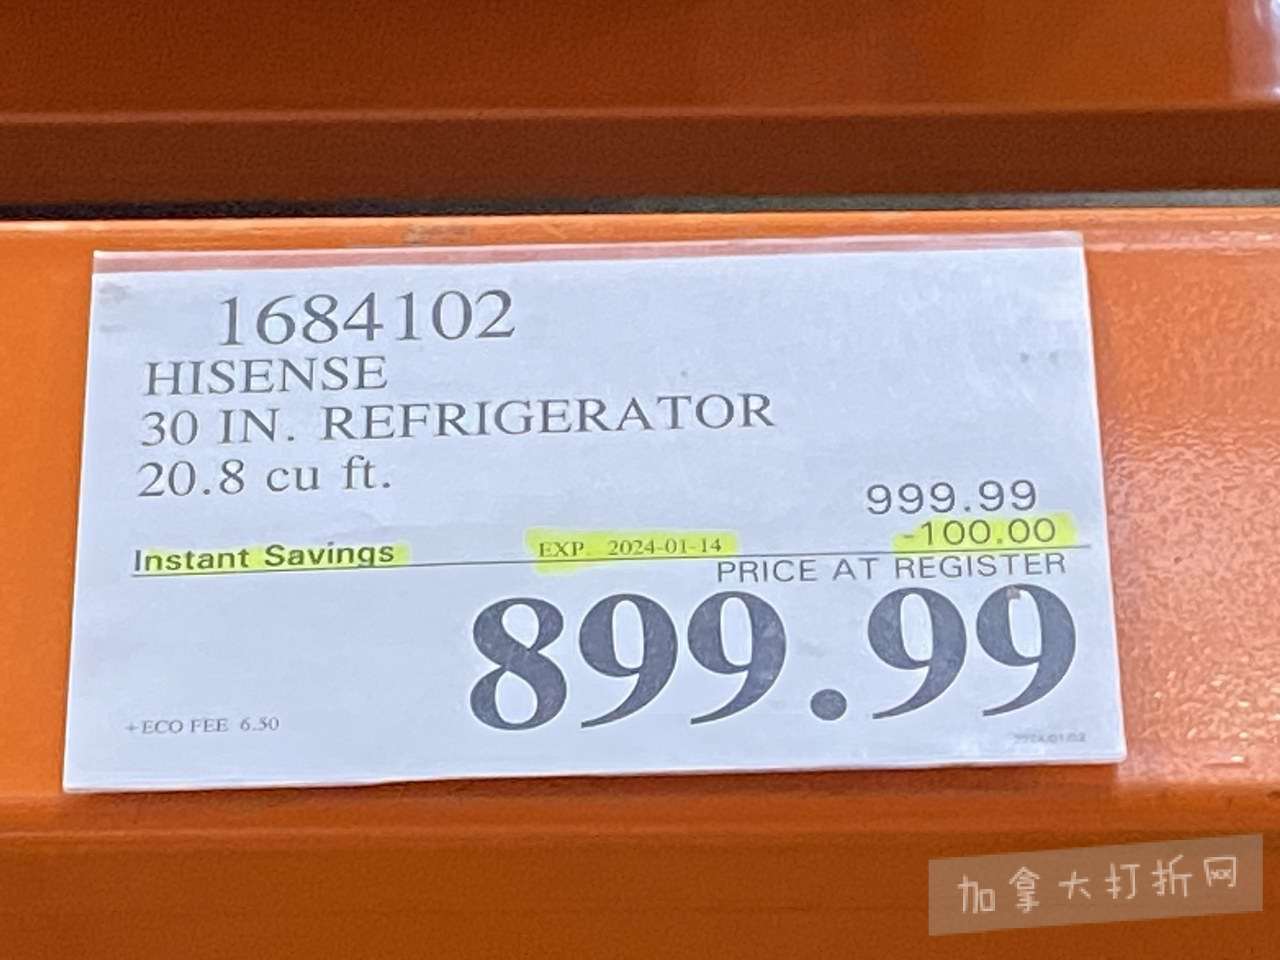 1684102
HISENSE
30 IN. REFRIGERATOR
20.8 cu ft.
999.99
Instant Savings EXP. 2024-01-14 -100.00
PRICE AT REGISTER
899.99
+ECO FEE 6.50
加拿大打折网